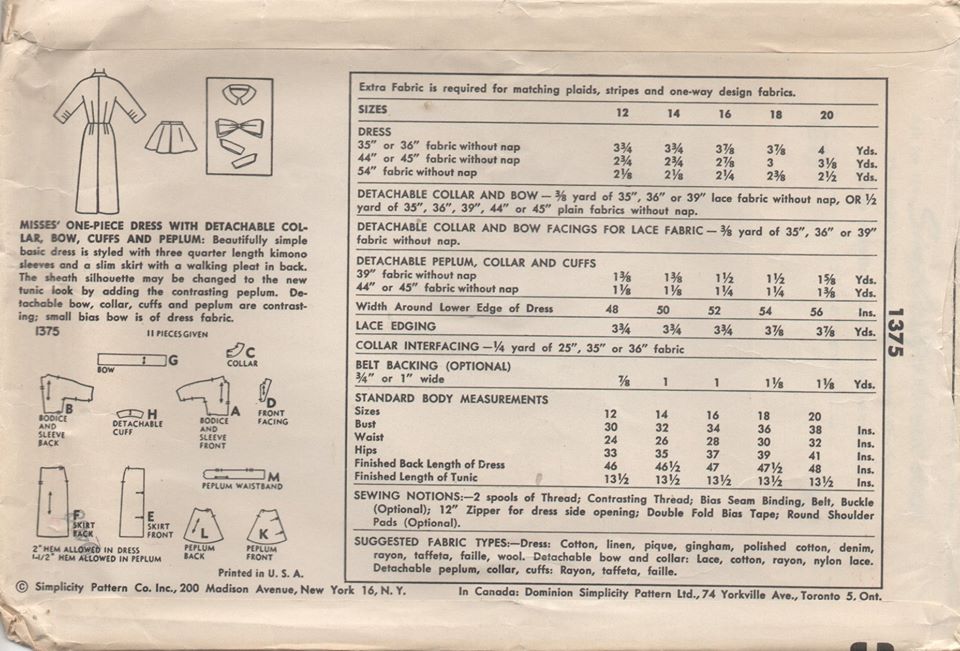 MISSES' ONE-PIECE DRESS WITH DETACHABLE COL-
LAR, BOW, CUFFS AND PEPLUM: Beautifully simple
basic dress is styled with three quarter length kimono
sleeves and a slim skirt with a walking pleat in back.
The sheath silhouette may be changed to the new
tunic look by adding the contrasting peplum. De-
tachable bow, collar, cuffs and peplum are contrast-
ing; small bias bow is of dress fabric.
1375 11 PIECES GIVEN
G
BOW
C
COLLAR
B
BODICE
AND
SLEEVE
BACK
H
DETACHABLE
CUFF
A
BODICE
AND
SLEEVE
FRONT
D
FRONT
FACING
F
SKIRT
BACK
E
SKIRT
FRONT
M
PEPLUM WAISTBAND
L
PEPLUM
BACK
K
PEPLUM
FRONT
2" HEM ALLOWED IN DRESS
1-1/2" HEM ALLOWED IN PEPLUM
Printed in U. S. A.
Extra Fabric is required for matching plaids, stripes and one-way design fabrics.
SIZES 12 14 16 18 20
DRESS
35" or 36" fabric without nap 3¾ 3¾ 3⅞ 3⅞ 4 Yds.
44" or 45" fabric without nap 2¾ 2¾ 2⅞ 3 3⅛ Yds.
54" fabric without nap 2⅛ 2⅛ 2¼ 2⅜ 2½ Yds.
DETACHABLE COLLAR AND BOW—⅜ yard of 35", 36" or 39" lace fabric without nap, OR ½
yard of 35", 36", 39", 44" or 45" plain fabrics without nap.
DETACHABLE COLLAR AND BOW FACINGS FOR LACE FABRIC—⅜ yard of 35", 36" or 39"
fabric without nap.
DETACHABLE PEPLUM, COLLAR AND CUFFS
39" fabric without nap 1⅜ 1⅜ 1½ 1½ 1⅝ Yds.
44" or 45" fabric without nap 1⅛ 1⅛ 1¼ 1¼ 1⅜ Yds.
Width Around Lower Edge of Dress 48 50 52 54 56 Ins.
LACE EDGING 3¾ 3¾ 3¾ 3⅞ 3⅞ Yds.
COLLAR INTERFACING—¼ yard of 25", 35" or 36" fabric
BELT BACKING (OPTIONAL)
¾" or 1" wide ⅞ 1 1 1⅛ 1⅛ Yds.
STANDARD BODY MEASUREMENTS
Sizes 12 14 16 18 20
Bust 30 32 34 36 38 Ins.
Waist 24 26 28 30 32 Ins.
Hips 33 35 37 39 41 Ins.
Finished Back Length of Dress 46 46½ 47 47½ 48 Ins.
Finished Length of Tunic 13½ 13½ 13½ 13½ 13½ Ins.
SEWING NOTIONS:—2 spools of Thread; Contrasting Thread; Bias Seam Binding, Belt, Buckle
(Optional); 12" Zipper for dress side opening; Double Fold Bias Tape; Round Shoulder
Pads (Optional).
SUGGESTED FABRIC TYPES:—Dress: Cotton, linen, pique, gingham, polished cotton, denim,
rayon, taffeta, faille, wool. Detachable bow and collar: Lace, cotton, rayon, nylon lace.
Detachable peplum, collar, cuffs: Rayon, taffeta, faille.
1375
© Simplicity Pattern Co. Inc., 200 Madison Avenue, New York 16, N. Y. In Canada: Dominion Simplicity Pattern Ltd., 74 Yorkville Ave., Toronto 5, Ont.